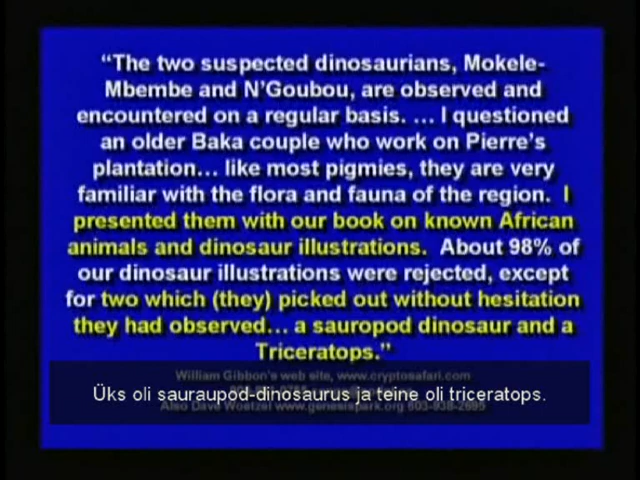 “The two suspected dinosaurians, Mokele-
Mbembe and N’Goubou, are observed and
encountered on a regular basis. … I questioned
an older Baka couple who work on Pierre’s
plantation… like most pigmies, they are very
familiar with the flora and fauna of the region. I
presented them with our book on known African
animals and dinosaur illustrations. About 98% of
our dinosaur illustrations were rejected, except
for two which (they) picked out without hesitation
they had observed… a sauropod dinosaur and a
Triceratops.”
William Gibbon's web site, www.cryptosafari.com
Üks oli sauraupod-dinosaurus ja teine oli triceratops.
Also Dave Woetzel www.genesispark.org 603-938-2695